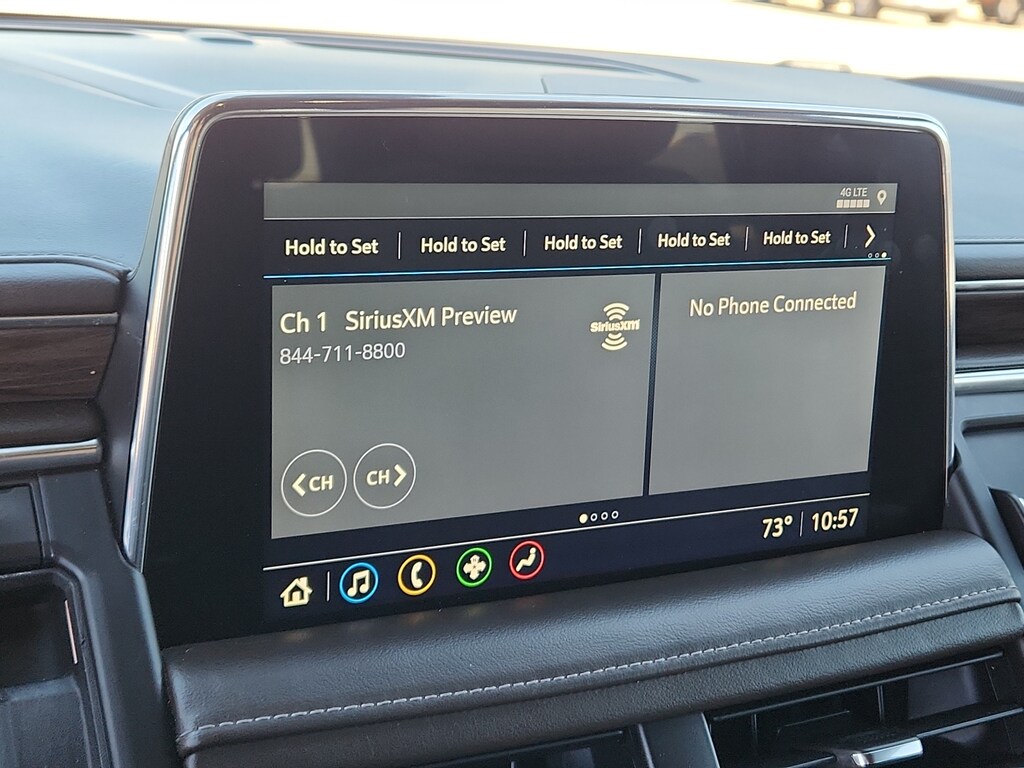 4G LTE
Hold to Set Hold to Set Hold to Set Hold to Set Hold to Set
Ch 1 SiriusXM Preview
844-711-8800
SiriusXM
No Phone Connected
CH CH
73° 10:57